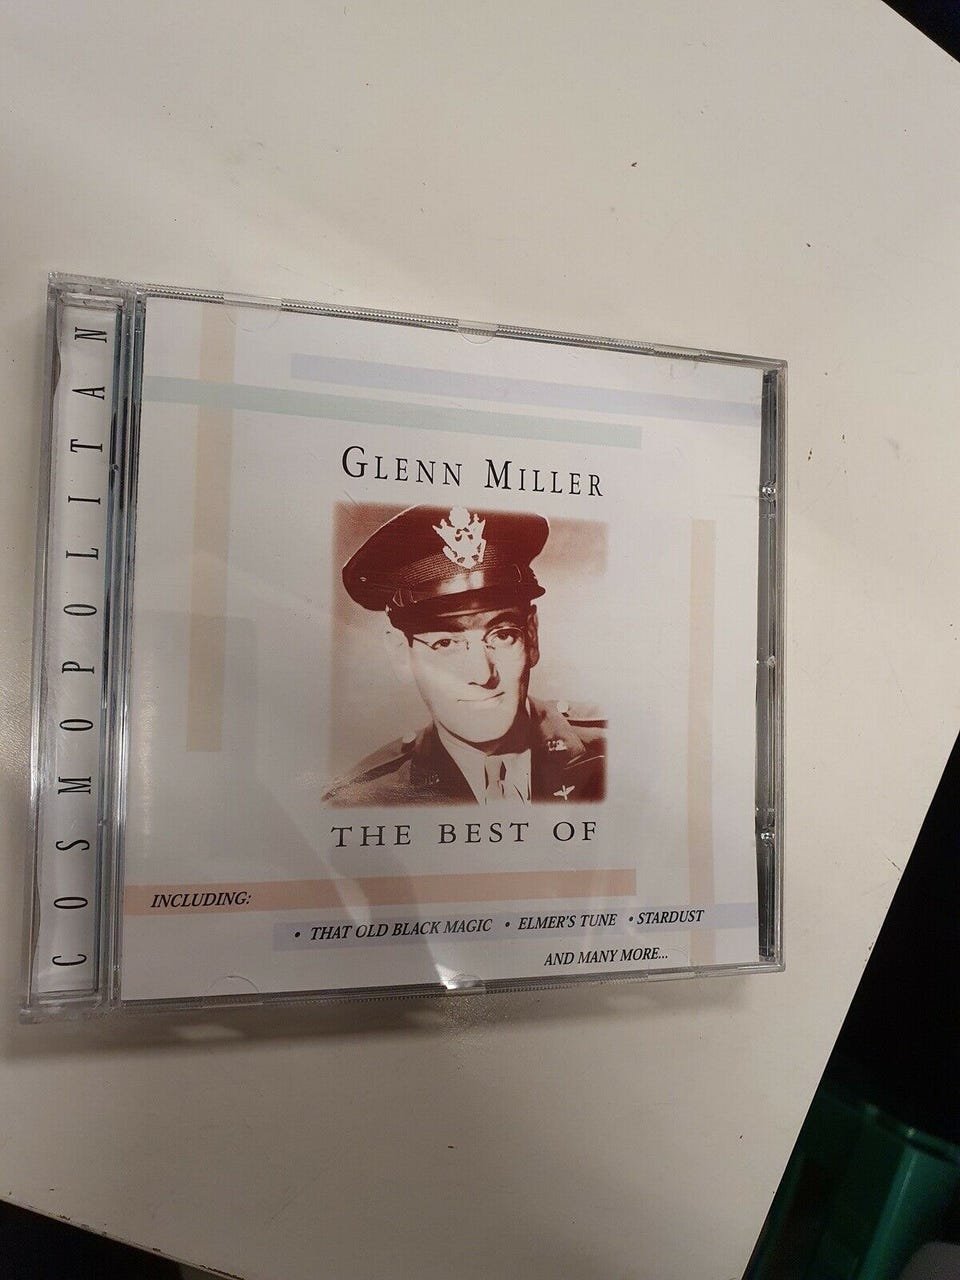 COSMOPOLITAN
GLENN MILLER
THE BEST OF
INCLUDING:
• THAT OLD BLACK MAGIC • ELMER'S TUNE • STARDUST
AND MANY MORE...